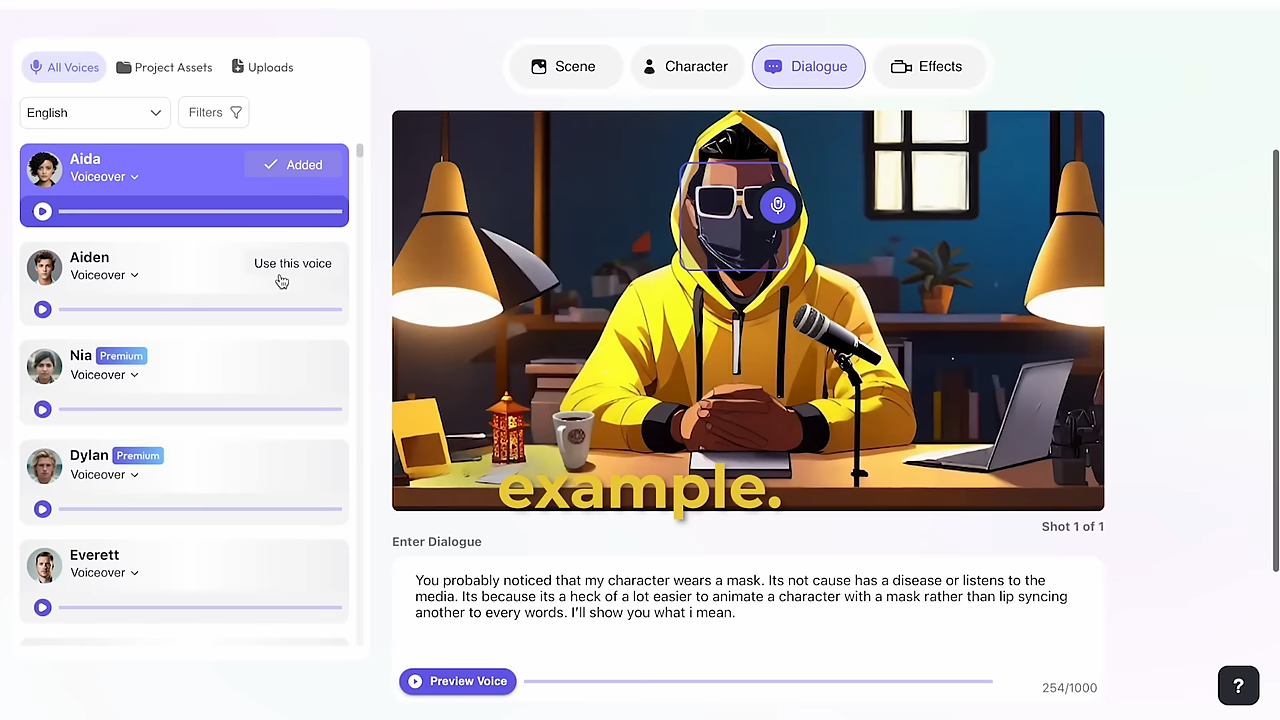 All Voices
Project Assets
Uploads
English
Filters
Aida
Voiceover
Added
Aiden
Voiceover
Use this voice
Nia Premium
Voiceover
Dylan Premium
Voiceover
Everett
Voiceover
Scene
Character
Dialogue
Effects
example.
Shot 1 of 1
Enter Dialogue
You probably noticed that my character wears a mask. Its not cause has a disease or listens to the
media. Its because its a heck of a lot easier to animate a character with a mask rather than lip syncing
another to every words. I'll show you what i mean.
Preview Voice
254/1000
?